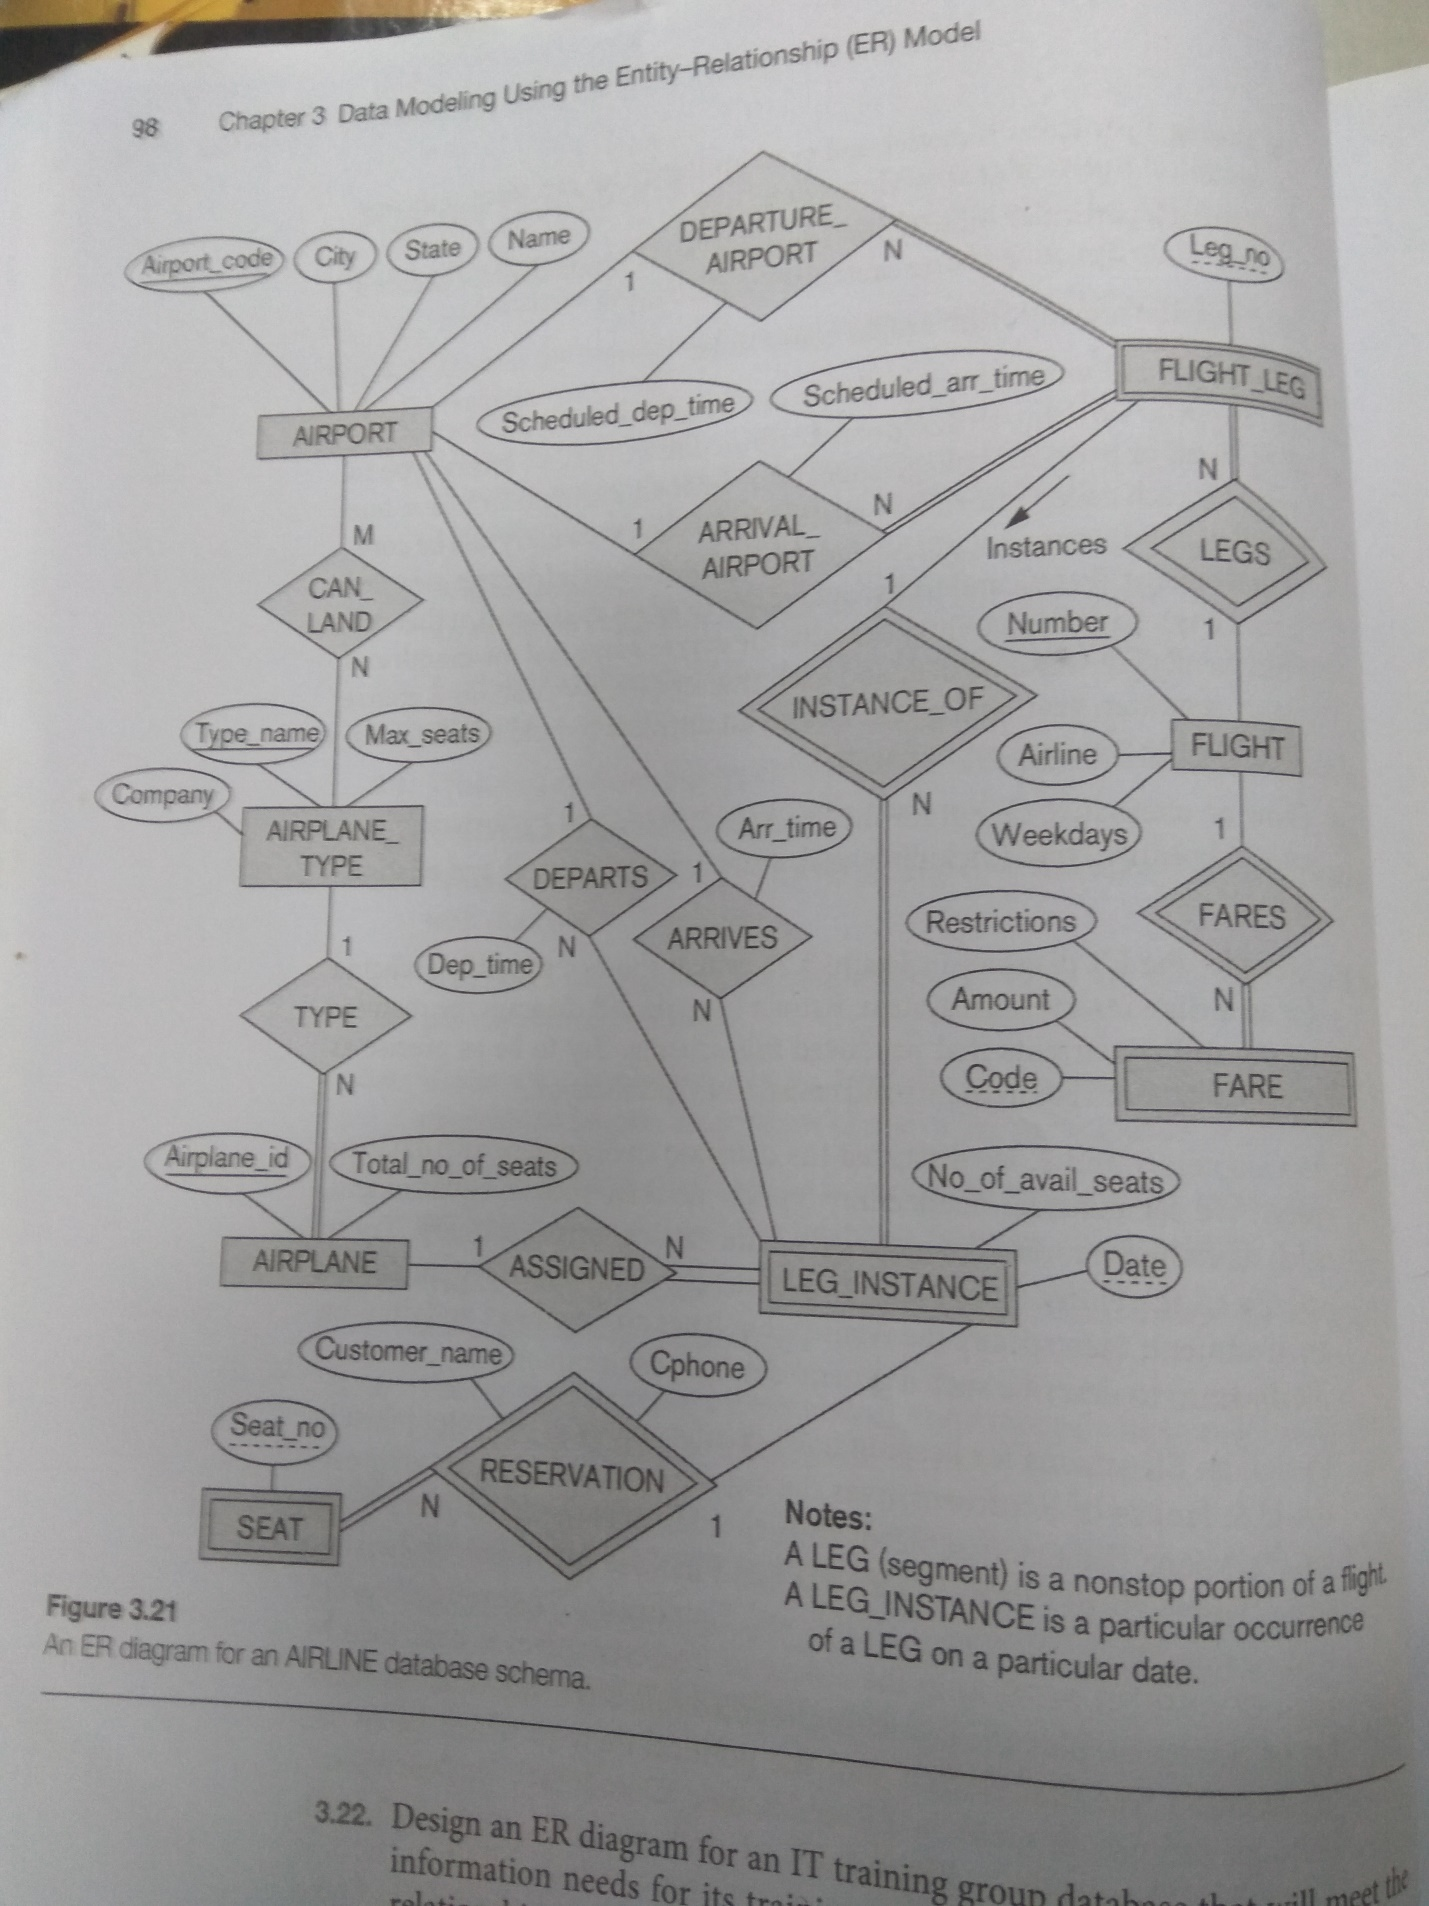 98 Chapter 3 Data Modeling Using the Entity–Relationship (ER) Model
DEPARTURE_
AIRPORT
Airport_code
City
State
Name
Leg_no
1
N
Scheduled_dep_time
Scheduled_arr_time
FLIGHT_LEG
AIRPORT
M
1
ARRIVAL_
AIRPORT
N
Instances
N
LEGS
CAN_
LAND
N
1
Number
1
INSTANCE_OF
Type_name
Max_seats
Company
Airline
FLIGHT
AIRPLANE_
TYPE
1
Arr_time
N
Weekdays
1
DEPARTS
1
Restrictions
FARES
1
Dep_time
N
ARRIVES
TYPE
N
Amount
N
N
Code
FARE
Airplane_id
Total_no_of_seats
No_of_avail_seats
AIRPLANE
1
ASSIGNED
N
LEG_INSTANCE
Date
Customer_name
Cphone
Seat_no
RESERVATION
SEAT
N
1
Notes:
A LEG (segment) is a nonstop portion of a flight.
A LEG_INSTANCE is a particular occurrence
of a LEG on a particular date.
Figure 3.21
An ER diagram for an AIRLINE database schema.
3.22. Design an ER diagram for an IT training group database that will meet the
information needs for its